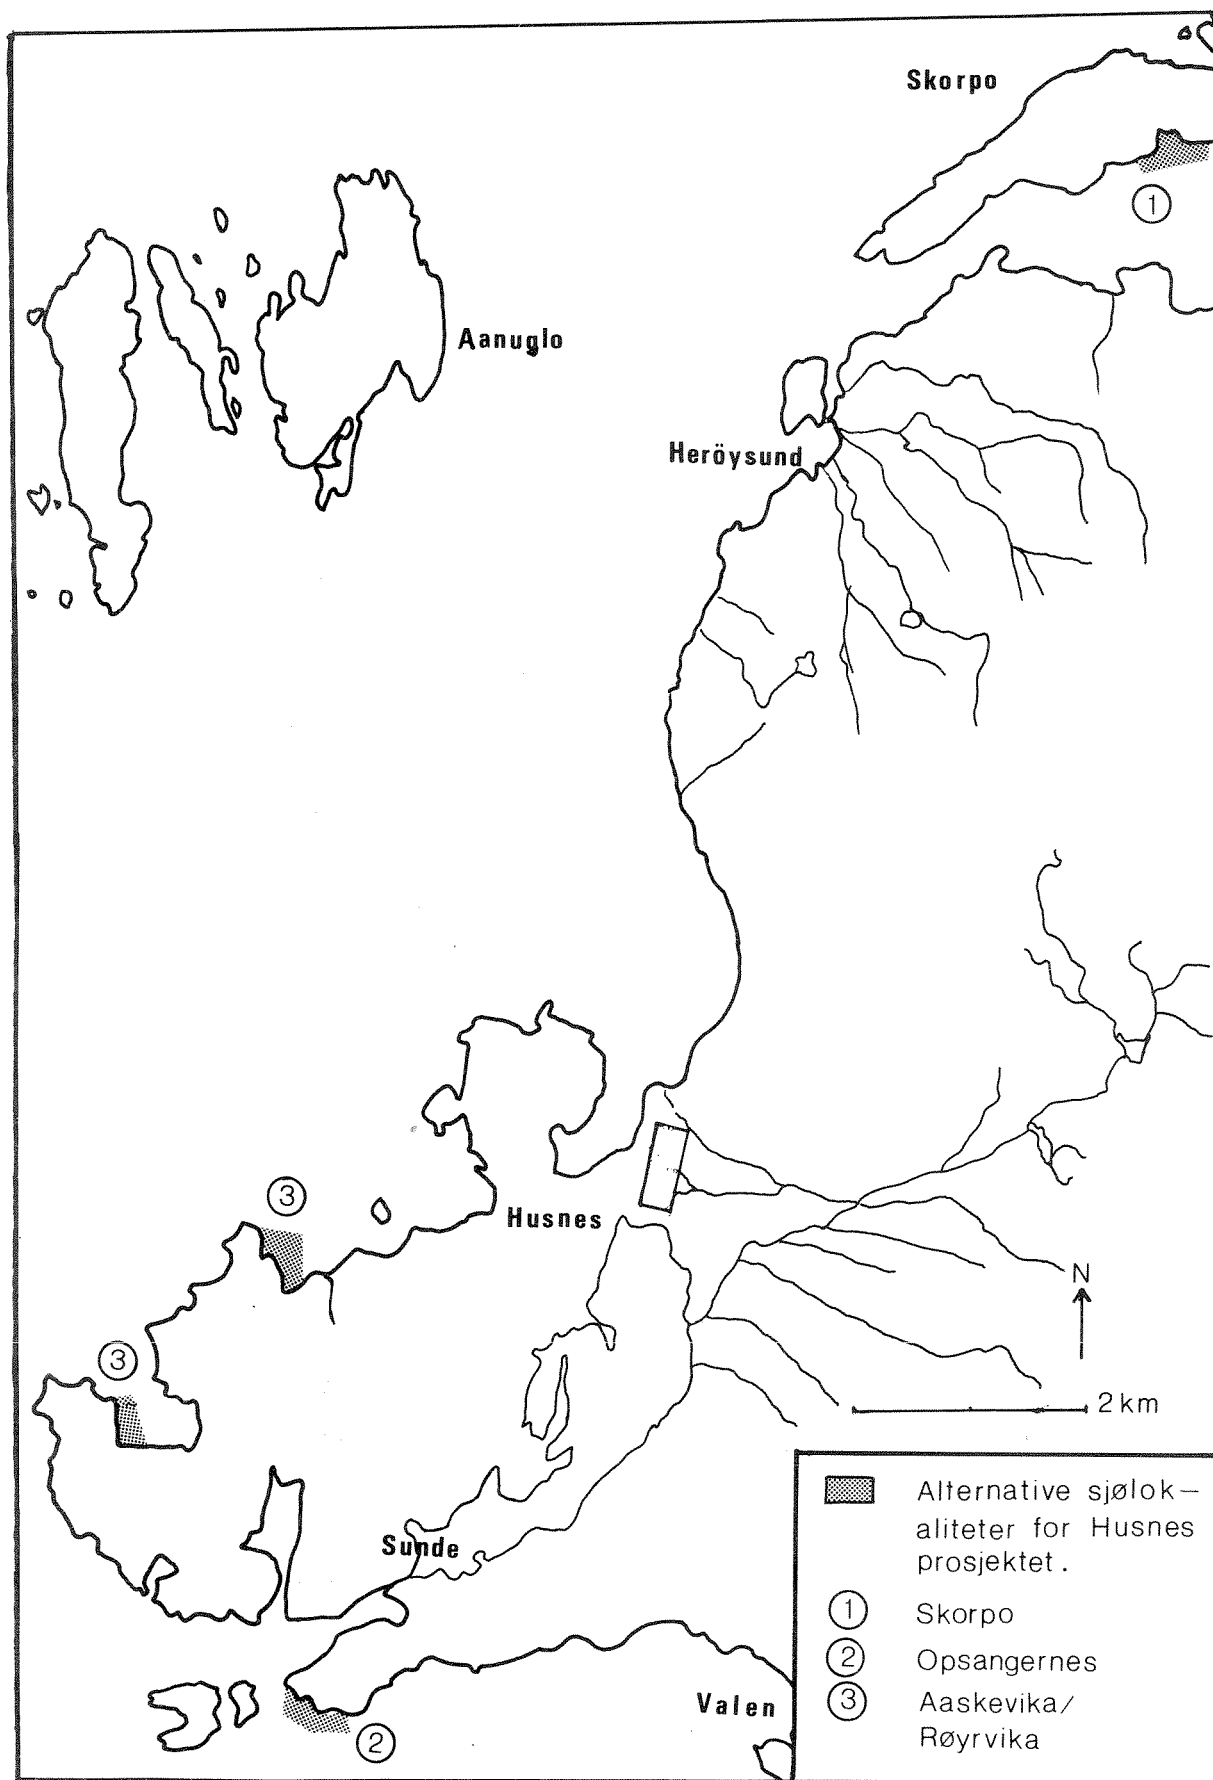 Skorpo
1
Aanuglo
Heröysund
3
Husnes
N
3
2 km
Sunde
Valen
2
Alternative sjølok–
aliteter for Husnes
prosjektet.
1 Skorpo
2 Opsangernes
3 Aaskevika/
Røyrvika